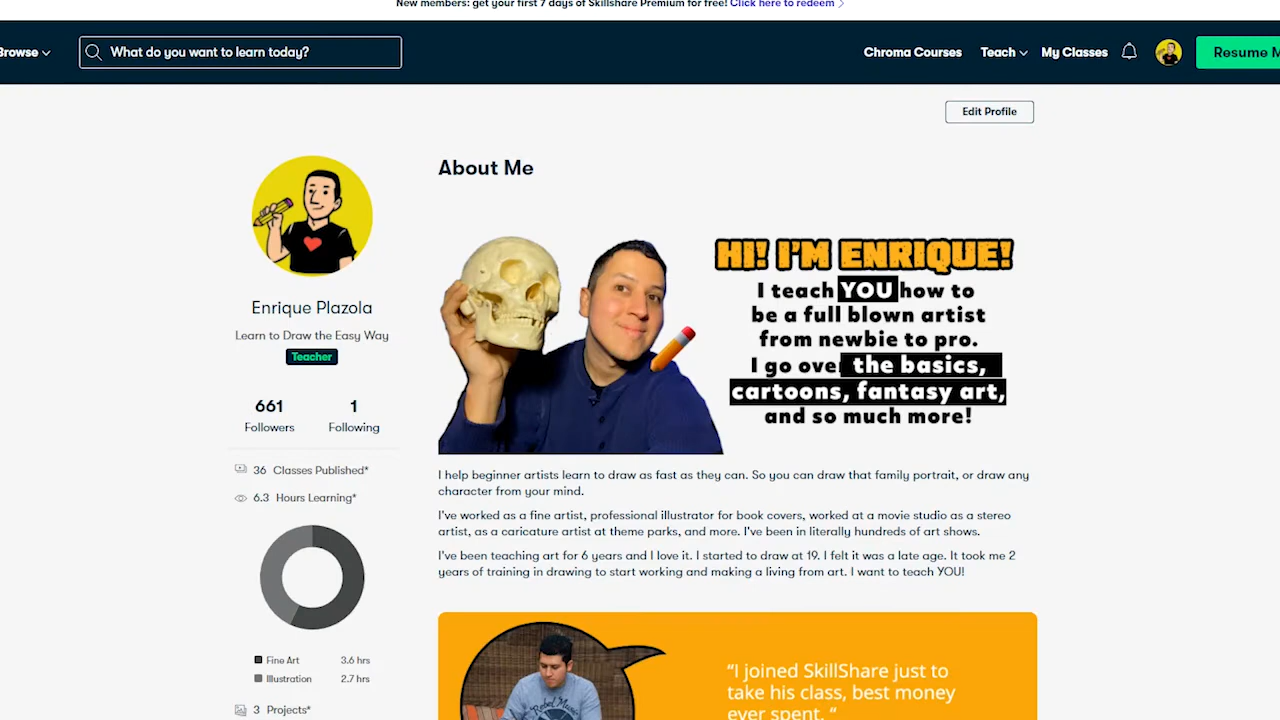 New members: get your first 7 days of Skillshare Premium for free! Click here to redeem
Browse
What do you want to learn today?
Chroma Courses
Teach
My Classes
Resume M
Edit Profile
About Me
HI! I'M ENRIQUE!
I teach YOU how to
be a full blown artist
from newbie to pro.
I go over the basics,
cartoons, fantasy art,
and so much more!
Enrique Plazola
Learn to Draw the Easy Way
Teacher
661 1
Followers Following
36 Classes Published*
6.3 Hours Learning*
Fine Art 3.6 hrs
Illustration 2.7 hrs
3 Projects*
I help beginner artists learn to draw as fast as they can. So you can draw that family portrait, or draw any
character from your mind.
I've worked as a fine artist, professional illustrator for book covers, worked at a movie studio as a stereo
artist, as a caricature artist at theme parks, and more. I've been in literally hundreds of art shows.
I've been teaching art for 6 years and I love it. I started to draw at 19. I felt it was a late age. It took me 2
years of training in drawing to start working and making a living from art. I want to teach YOU!
“I joined SkillShare just to
take his class, best money
ever spent. “